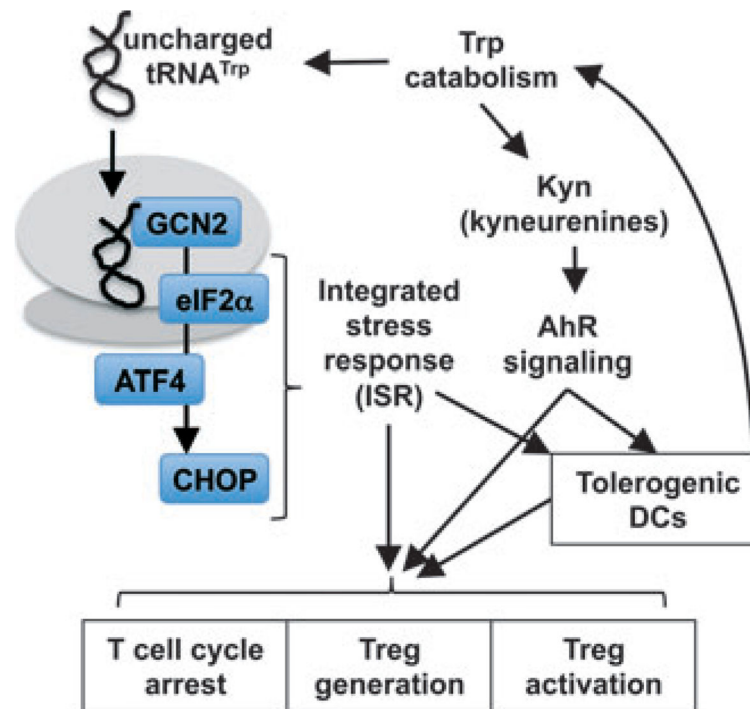 uncharged
tRNATrp
Trp
catabolism
Kyn
(kyneurenines)
GCN2
eIF2α
ATF4
CHOP
Integrated
stress
response
(ISR)
AhR
signaling
Tolerogenic
DCs
T cell cycle
arrest
Treg
generation
Treg
activation